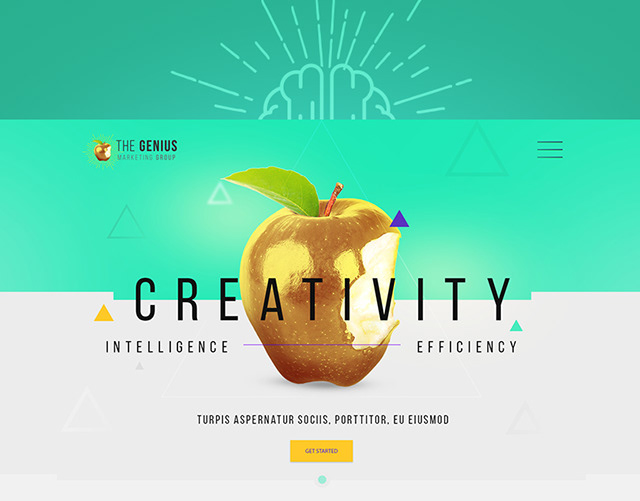 THE GENIUS
MARKETING GROUP
CREATIVITY
INTELLIGENCE EFFICIENCY
TURPIS ASPERNATUR SOCIIS, PORTTITOR, EU EIUSMOD
GET STARTED